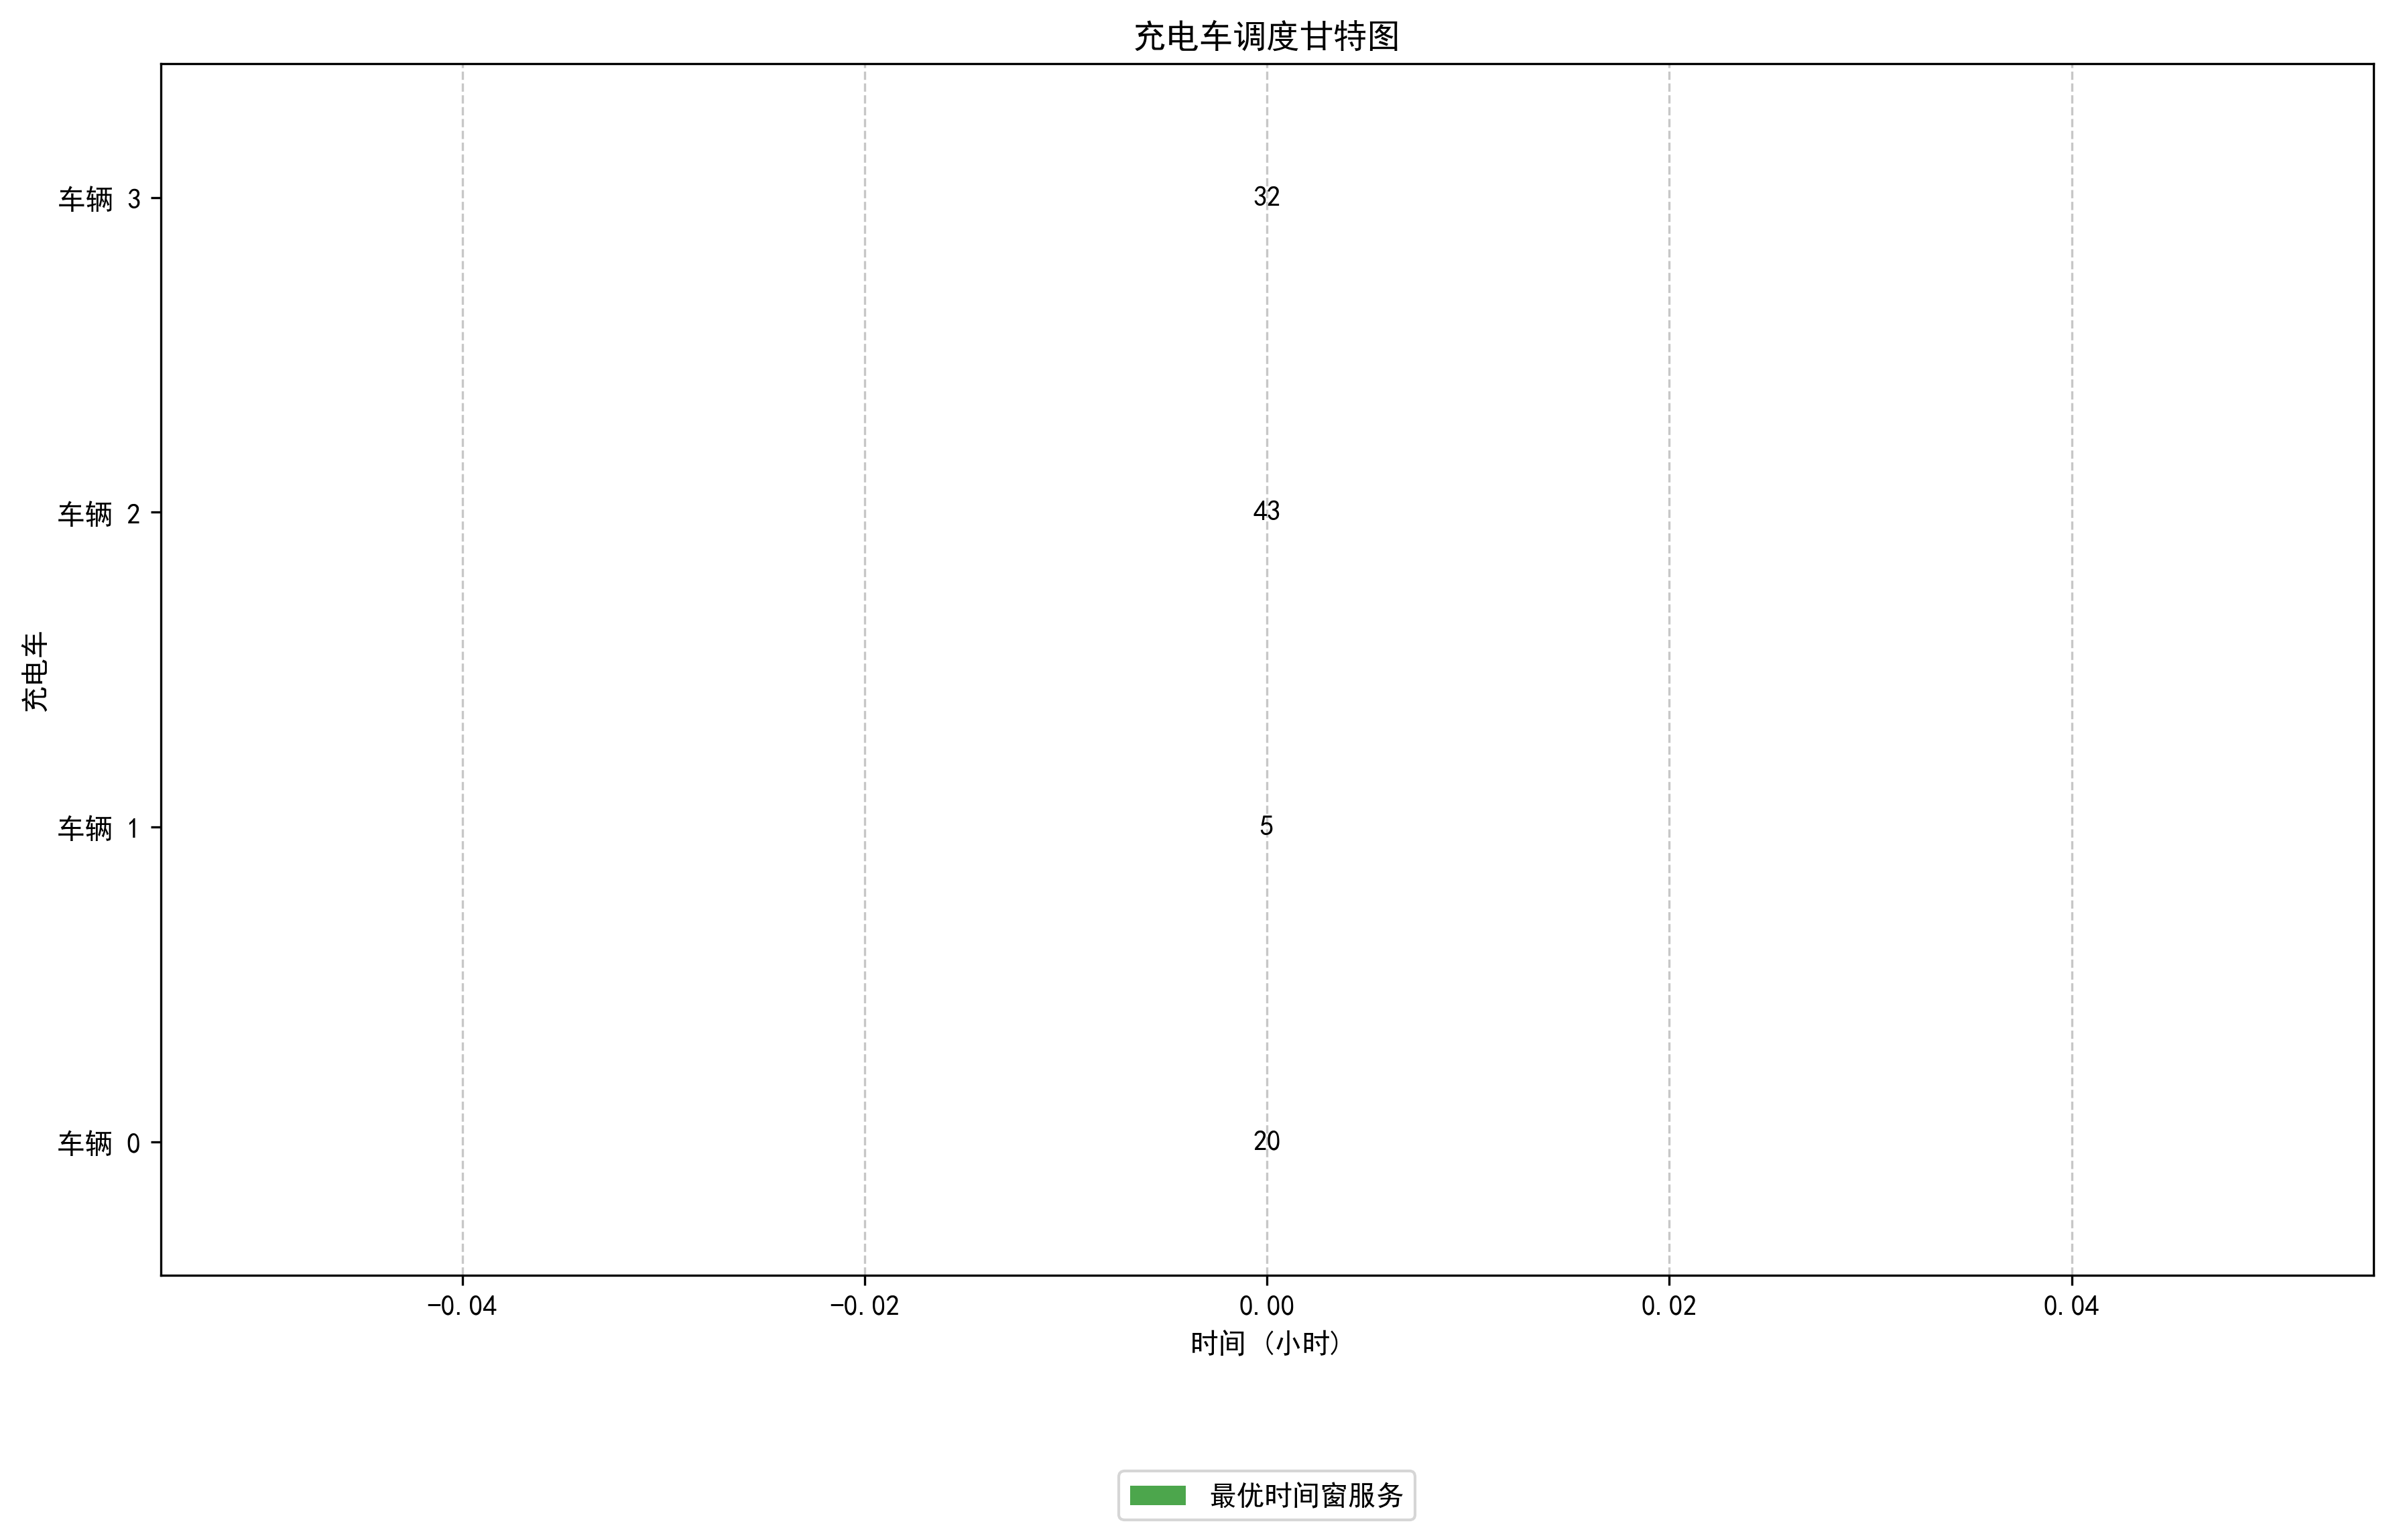 充电车调度甘特图
车辆 3
32
车辆 2
43
充电车
车辆 1
5
车辆 0
20
-0.04
-0.02
0.00
0.02
0.04
时间 (小时)
最优时间窗服务